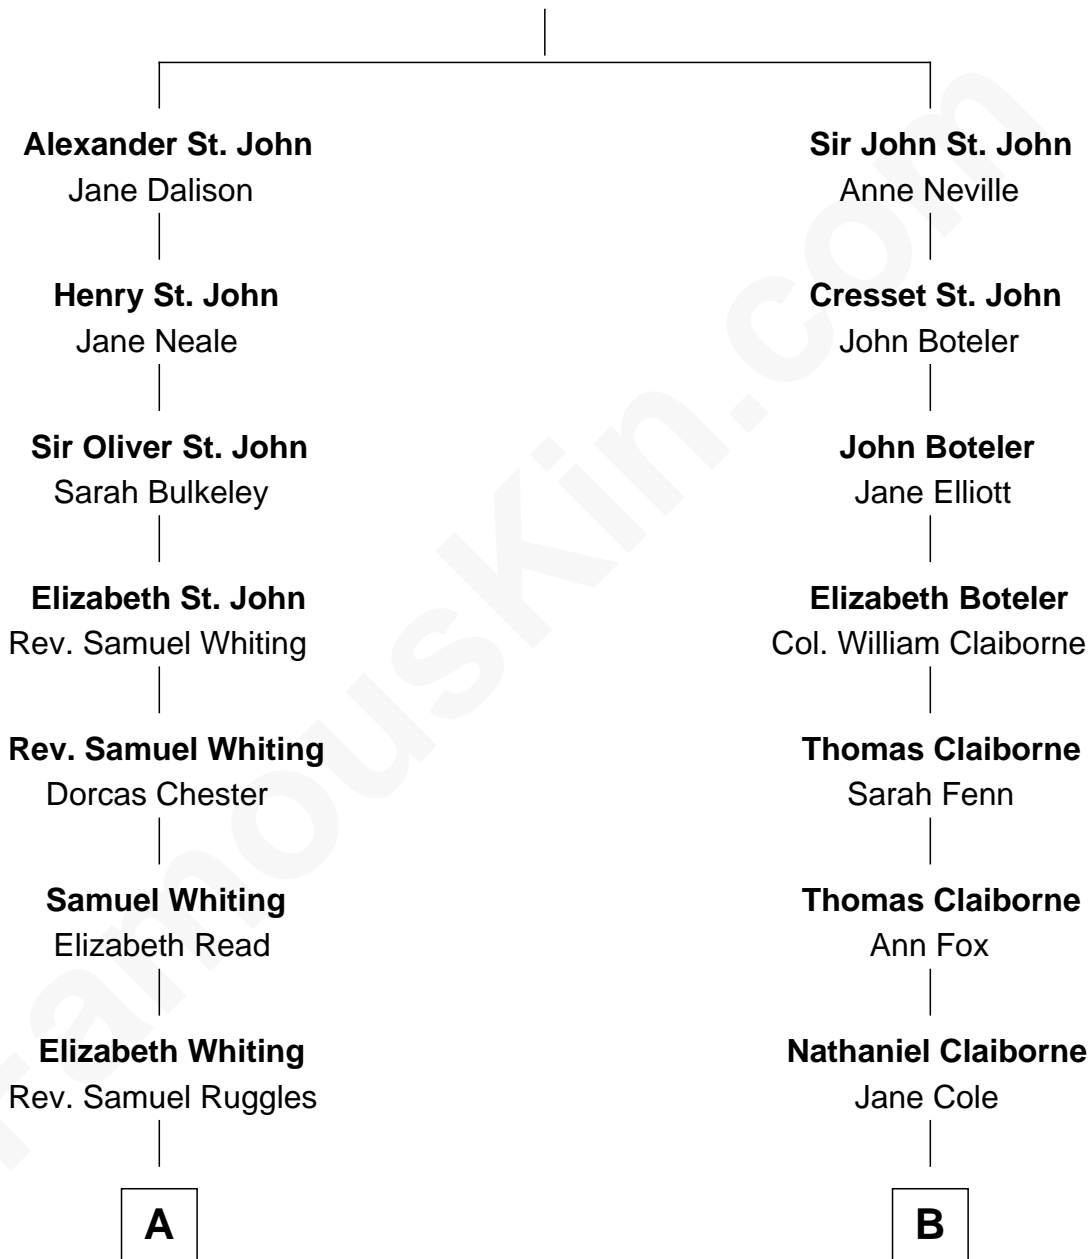 Alexander St. John
Jane Dalison
Henry St. John
Jane Neale
Sir Oliver St. John
Sarah Bulkeley
Elizabeth St. John
Rev. Samuel Whiting
Rev. Samuel Whiting
Dorcas Chester
Samuel Whiting
Elizabeth Read
Elizabeth Whiting
Rev. Samuel Ruggles
A
Sir John St. John
Anne Neville
Cresset St. John
John Boteler
John Boteler
Jane Elliott
Elizabeth Boteler
Col. William Claiborne
Thomas Claiborne
Sarah Fenn
Thomas Claiborne
Ann Fox
Nathaniel Claiborne
Jane Cole
B
famouskin.com